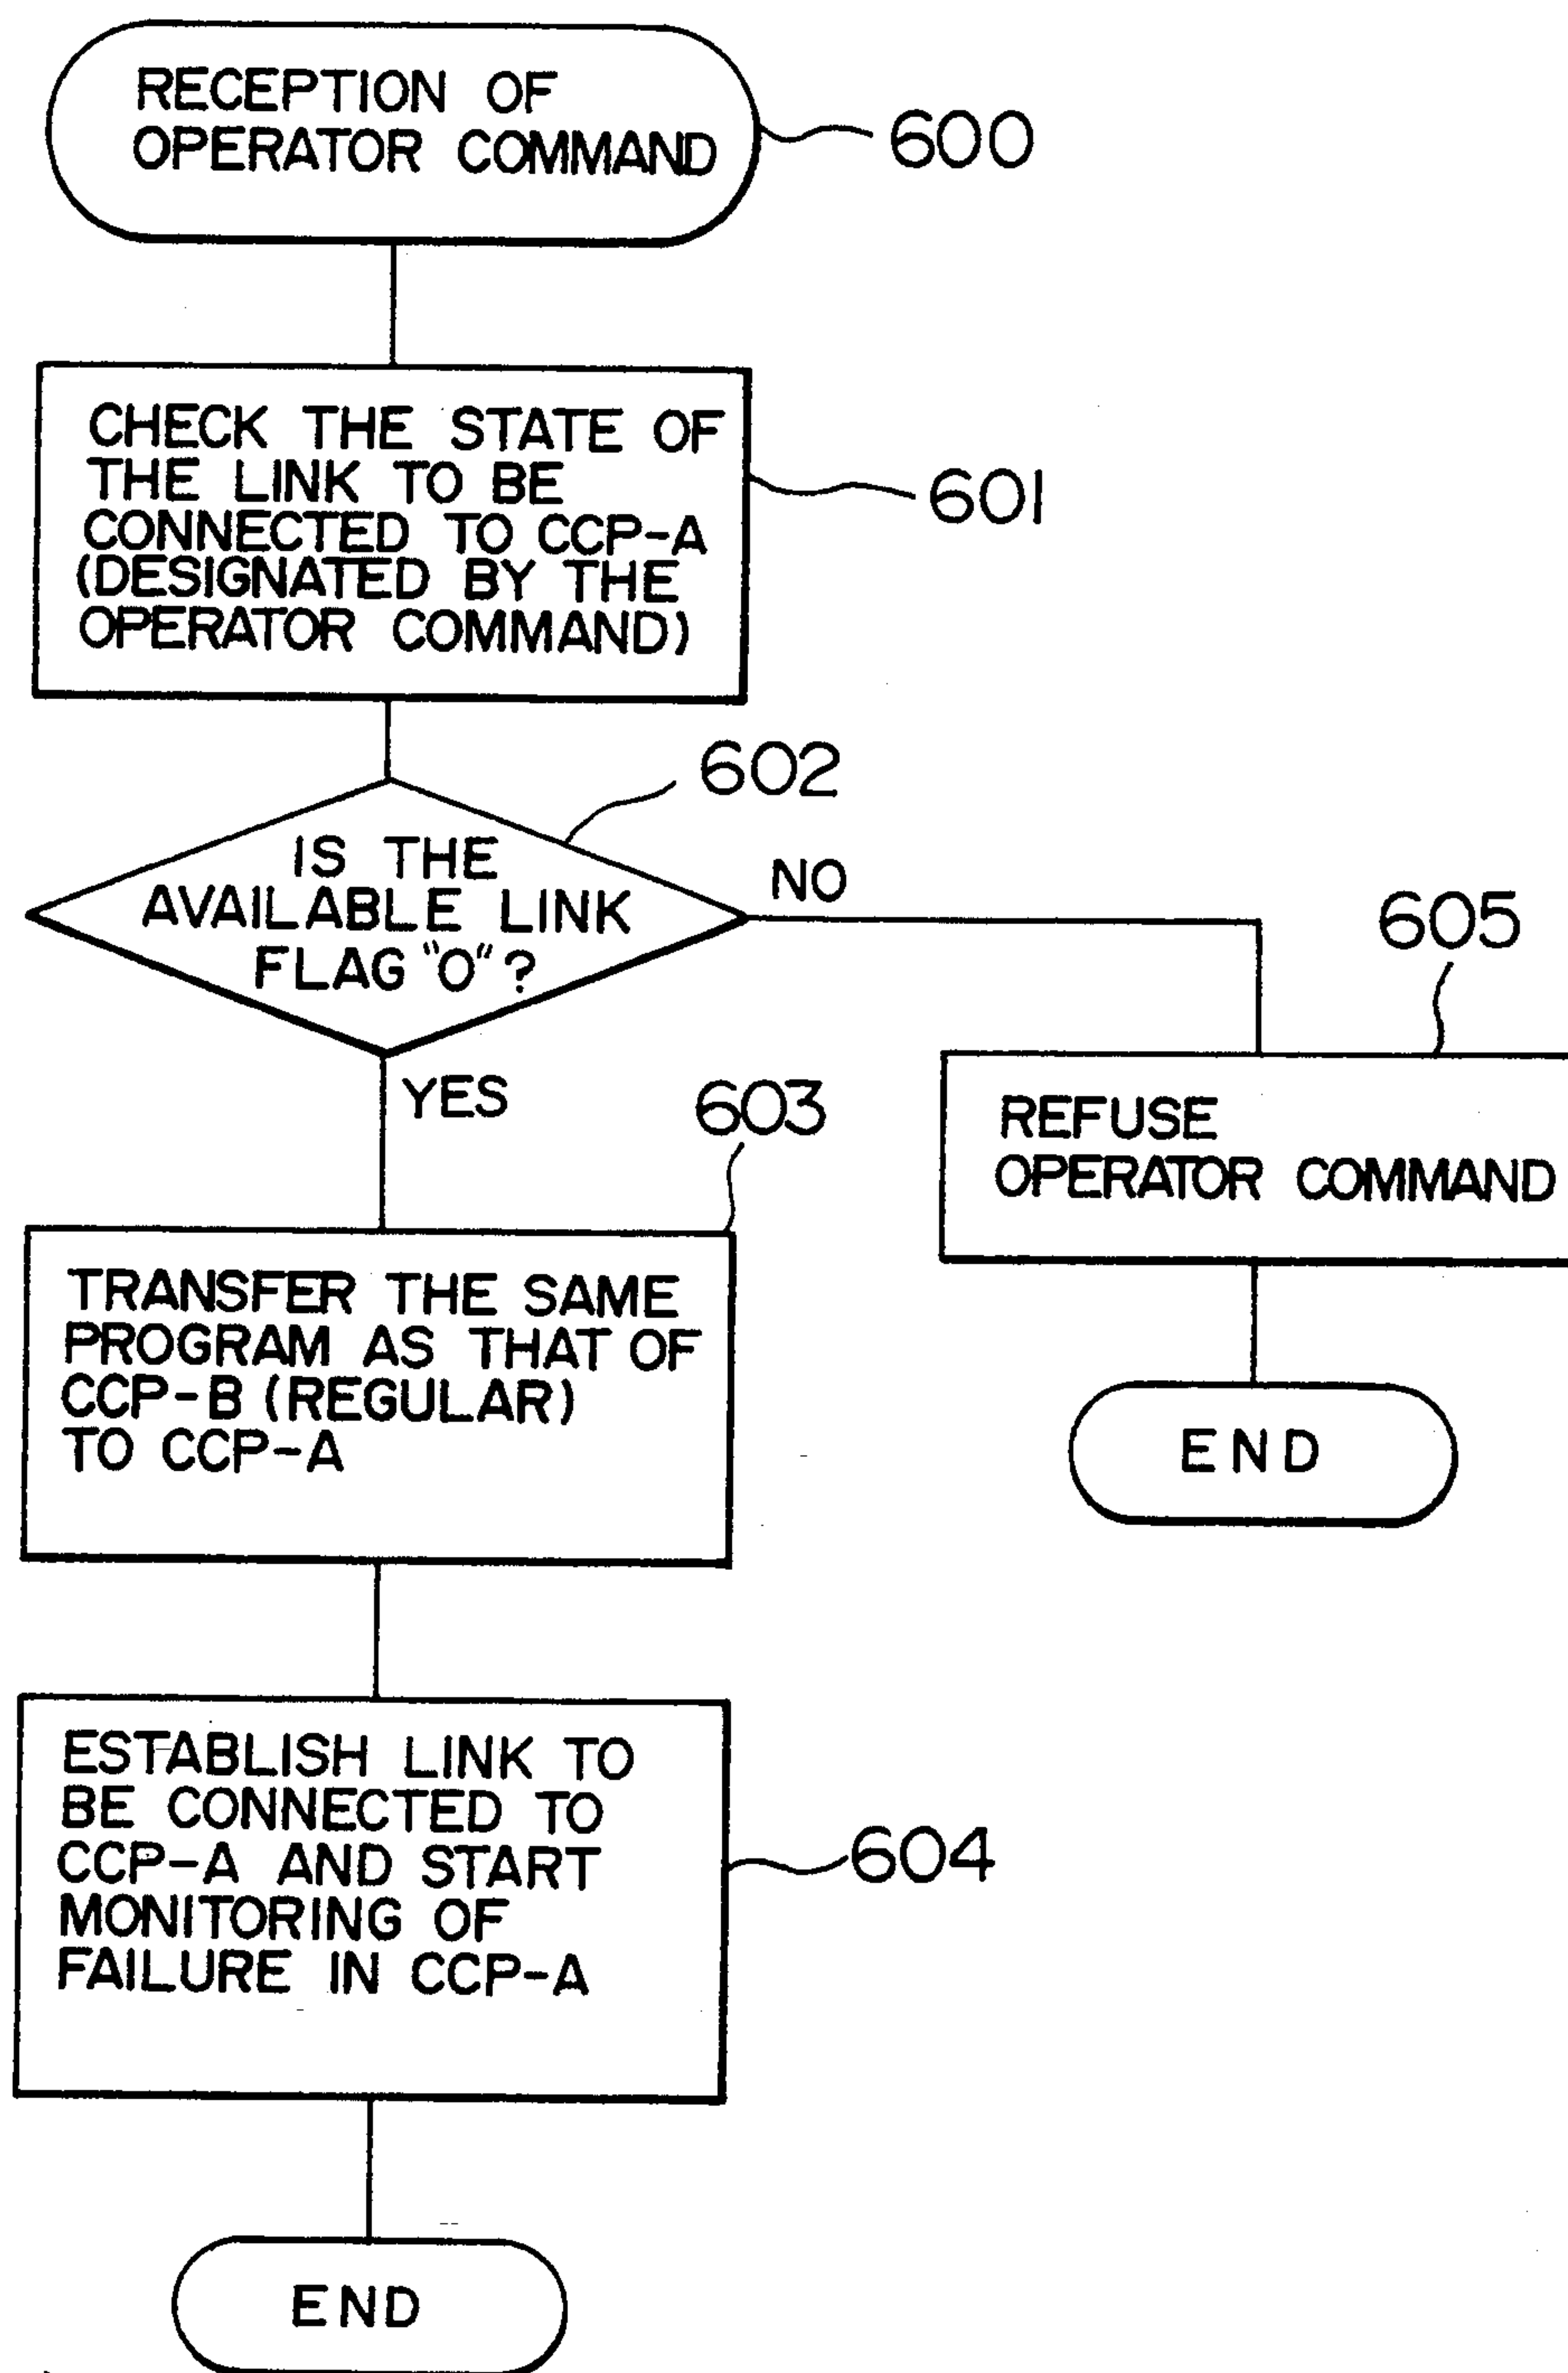 RECEPTION OF
OPERATOR COMMAND
600
CHECK THE STATE OF
THE LINK TO BE
CONNECTED TO CCP-A
(DESIGNATED BY THE
OPERATOR COMMAND)
601
602
IS THE
AVAILABLE LINK
FLAG "0"?
NO
YES
605
REFUSE
OPERATOR COMMAND
END
603
TRANSFER THE SAME
PROGRAM AS THAT OF
CCP-B (REGULAR)
TO CCP-A
ESTABLISH LINK TO
BE CONNECTED TO
CCP-A AND START
MONITORING OF
FAILURE IN CCP-A
604
END